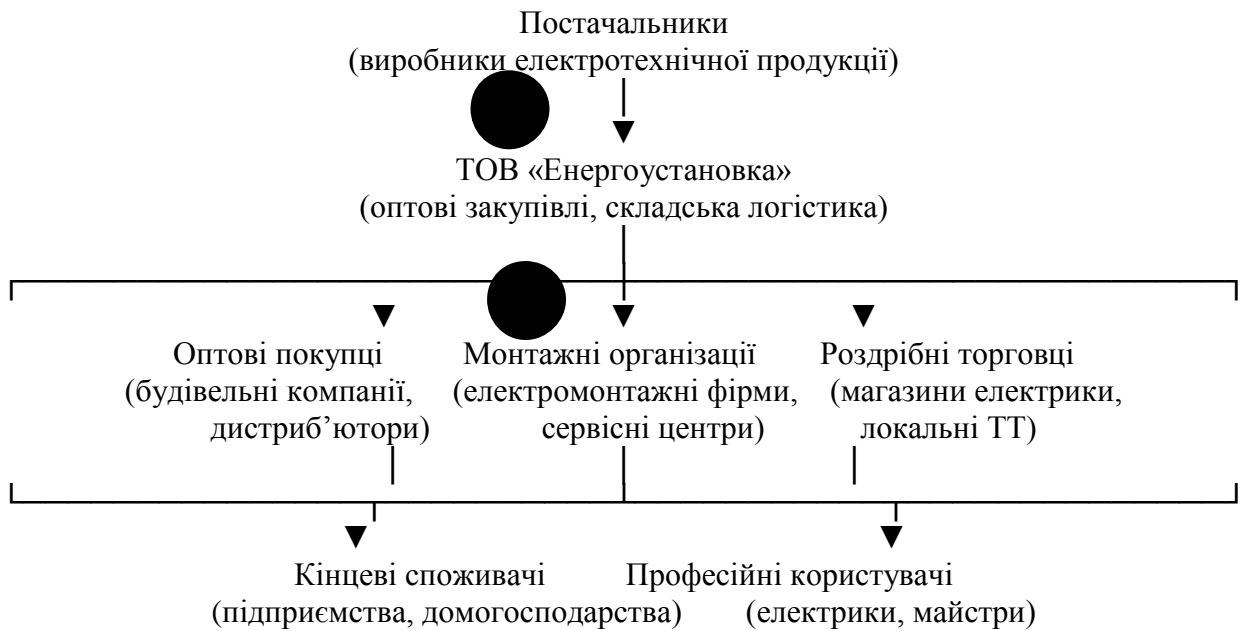 Постачальники
(виробники електротехнічної продукції)
ТОВ «Енергоустановка»
(оптові закупівлі, складська логістика)
Оптові покупці Монтажні організації Роздрібні торговці
(будівельні компанії, (електромонтажні фірми, (магазини електрики,
дистриб’ютори) сервісні центри) локальні ТТ)
Кінцеві споживачі Професійні користувачі
(підприємства, домогосподарства) (електрики, майстри)